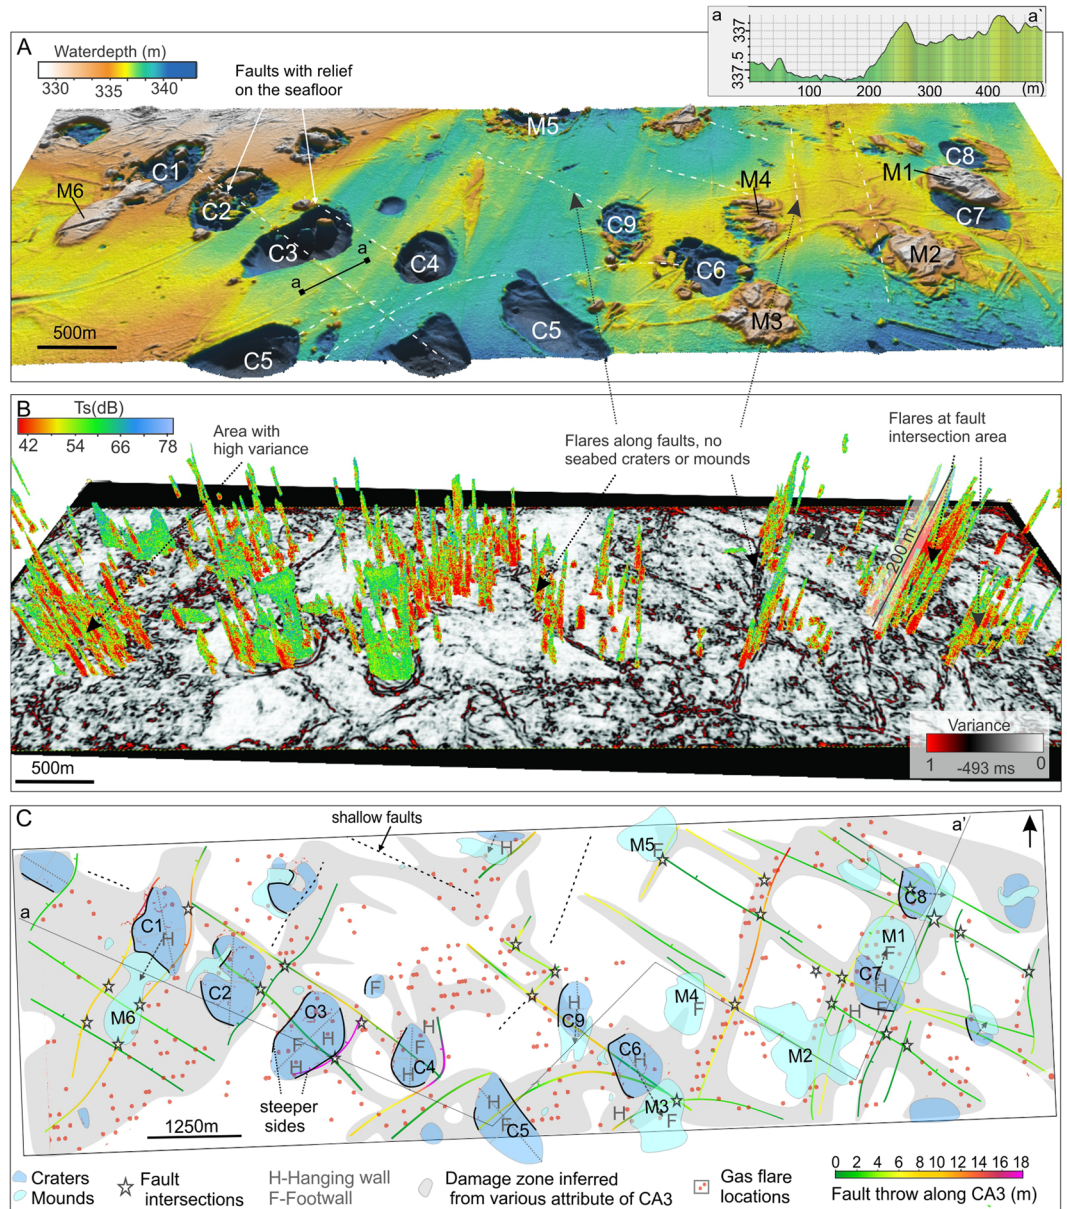 a a`
337
337.5
100 200 300 400 (m)
A
Waterdepth (m)
330 335 340
Faults with relief
on the seafloor
M5
C1
M6
C2
C3
C4
a a`
C5
C5
C9
M4
C6
M3
M1
C8
C7
M2
500m
B
Ts(dB)
42 54 66 78
Area with
high variance
Flares along faults, no
seabed craters or mounds
Flares at fault
intersection area
200 m
500m
Variance
1 -493 ms 0
C
shallow faults
a
a'
C1
H
M6
C2
C3
F H
H
F
H
F
C4
H
steeper
sides
H
F
C5
H
H
C9
H
M5
F
M4
F
C6
H
M3
H F
M2
C8
M1
F
C7
H
F
H
1250m
Craters
Mounds
Fault
intersections
H-Hanging wall
F-Footwall
Damage zone inferred
from various attribute of CA3
Gas flare
locations
0 2 4 6 8 10 12 14 16 18
Fault throw along CA3 (m)